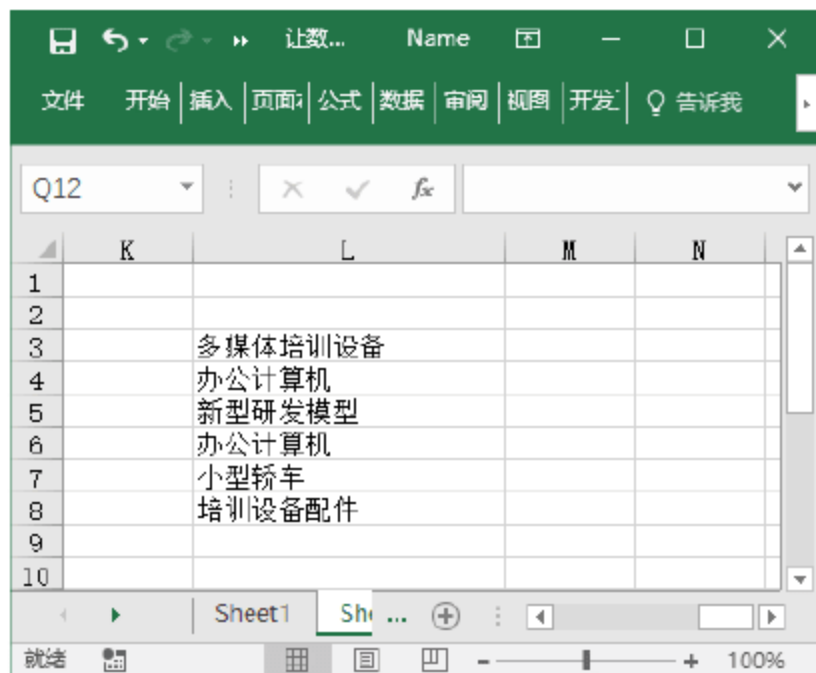 让数... Name
文件 开始 插入 页面 公式 数据 审阅 视图 开发 告诉我
Q12 fx
K L M N
1
2
3 多媒体培训设备
4 办公计算机
5 新型研发模型
6 办公计算机
7 小型轿车
8 培训设备配件
9
10
Sheet1 She ...
就绪 100%